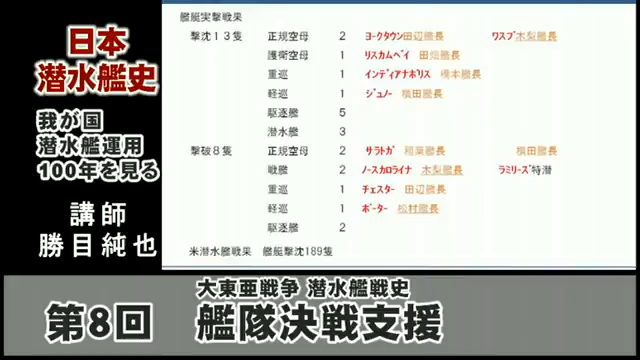 日本
潜水艦史
我が国
潜水艦運用
100年を見る
講師
勝目純也
艦艇実撃戦果
撃沈13隻 正規空母 2 ヨークタウン田辺艦長 ワスプ木梨艦長
護衛空母 1 リスカムベイ 田畑艦長
重巡 1 インディアナポリス 橋本艦長
軽巡 1 ジュノー 横田艦長
駆逐艦 5
潜水艦 3
撃破8隻 正規空母 2 サラトガ 稲葉艦長 横田艦長
戦艦 2 ノースカロライナ 木梨艦長 ラミリーズ特潜
重巡 1 チェスター 田辺艦長
軽巡 1 ポーター 松村艦長
駆逐艦 2
米潜水艦戦果 艦艇撃沈189隻
大東亜戦争 潜水艦戦史
第8回 艦隊決戦支援